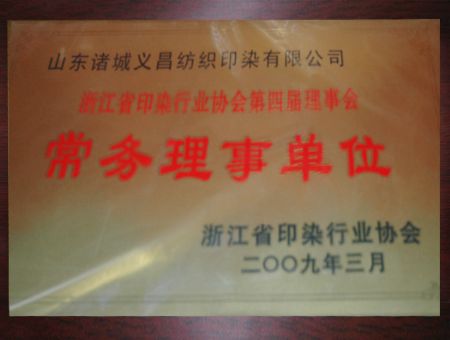 山东诸城义昌纺织印染有限公司
浙江省印染行业协会第四届理事会
常务理事单位
浙江省印染行业协会
二〇〇九年三月